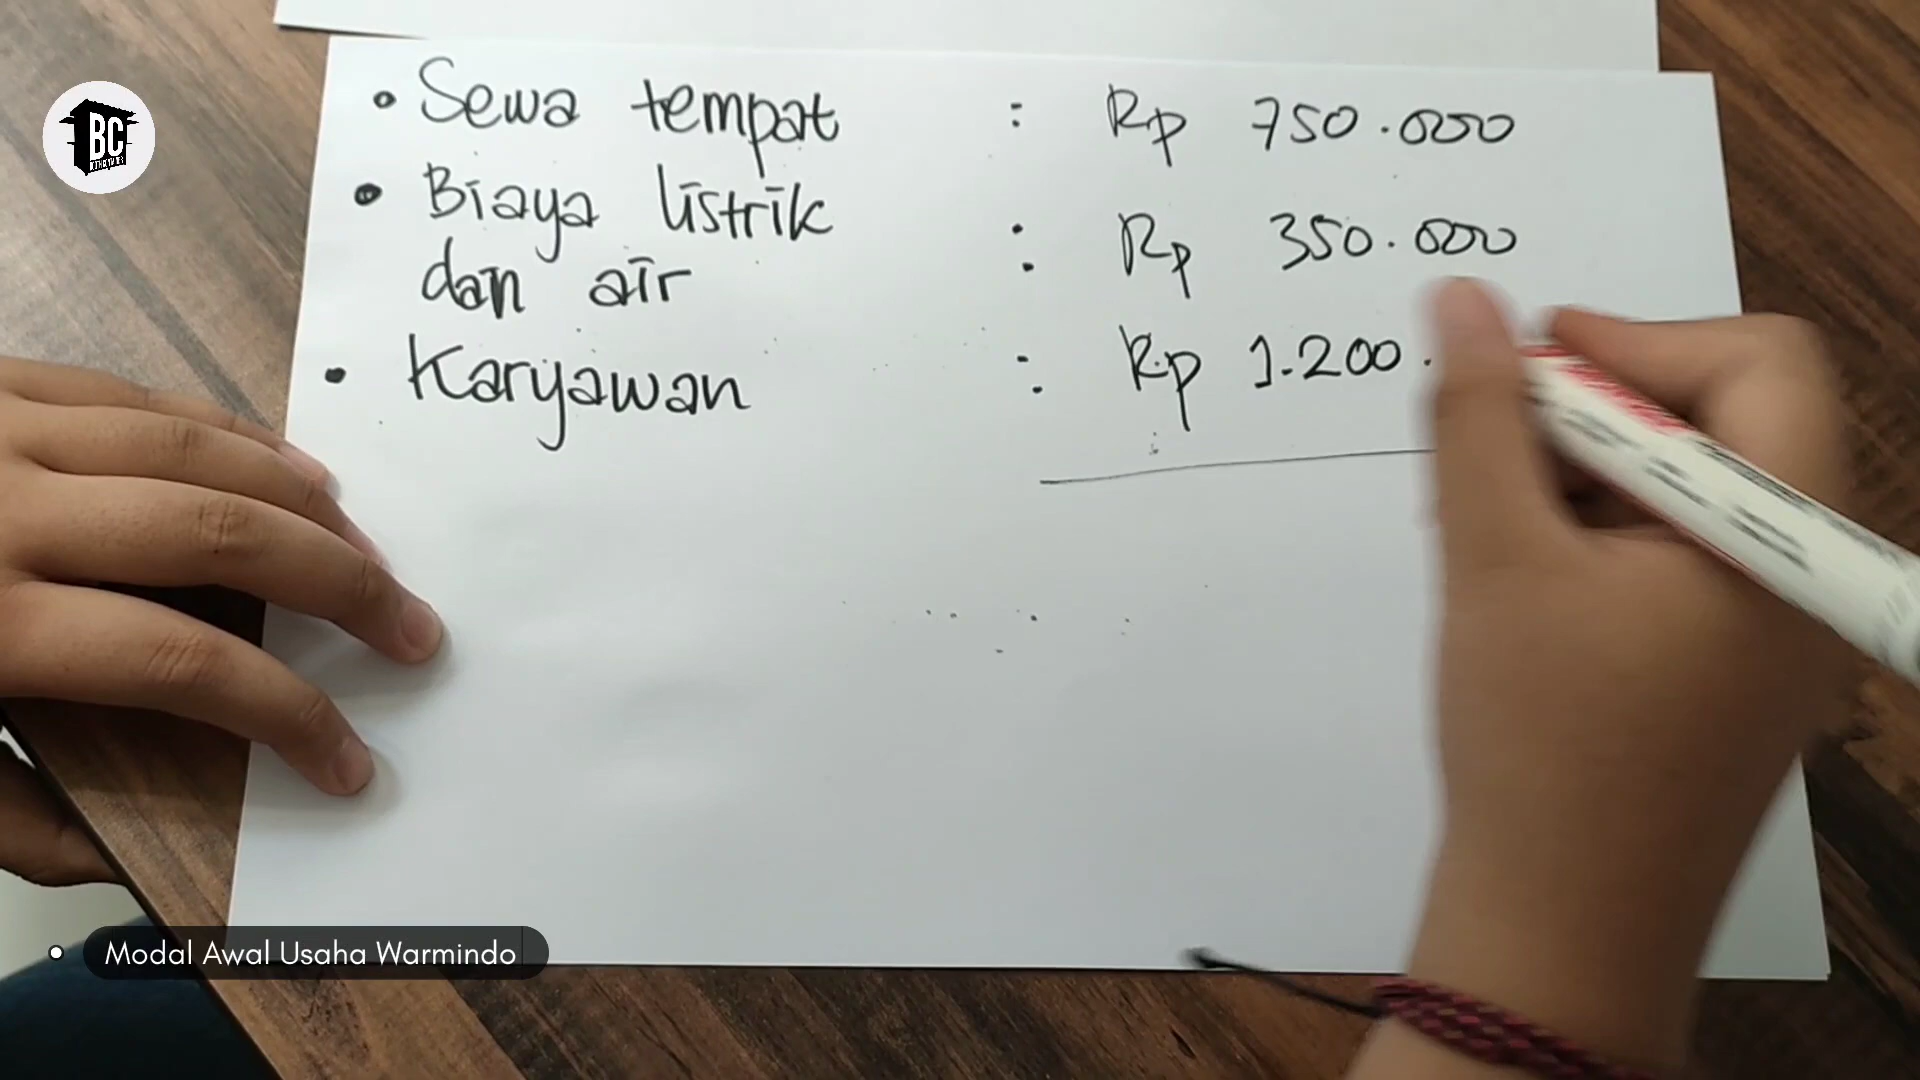 • Sewa tempat : Rp 750.000
• Biaya listrik
dan air : Rp 350.000
• Karyawan : Rp 1.200.
BC
Modal Awal Usaha Warmindo